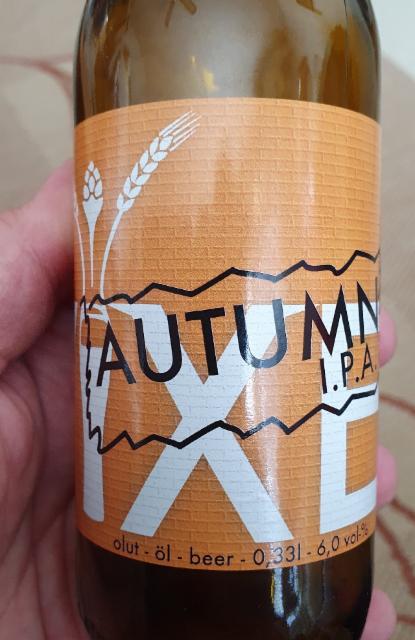 AUTUMN
I.P.A.
olut - öl - beer - 0,33l - 6,0 vol-%